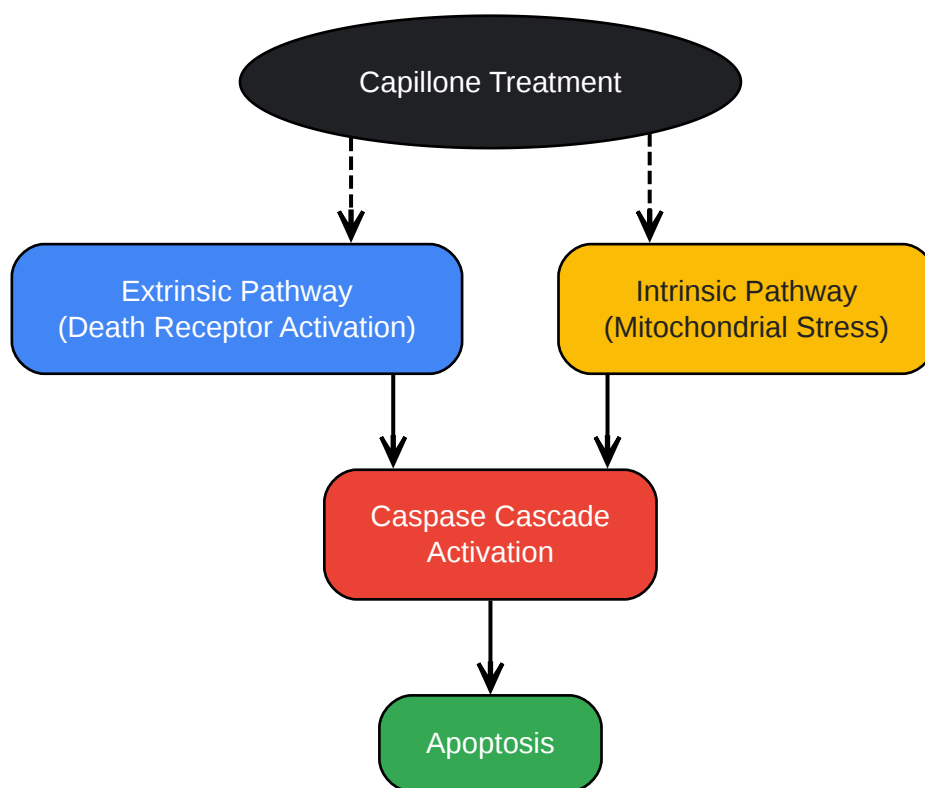 Capillone Treatment
Extrinsic Pathway
(Death Receptor Activation)
Intrinsic Pathway
(Mitochondrial Stress)
Caspase Cascade
Activation
Apoptosis